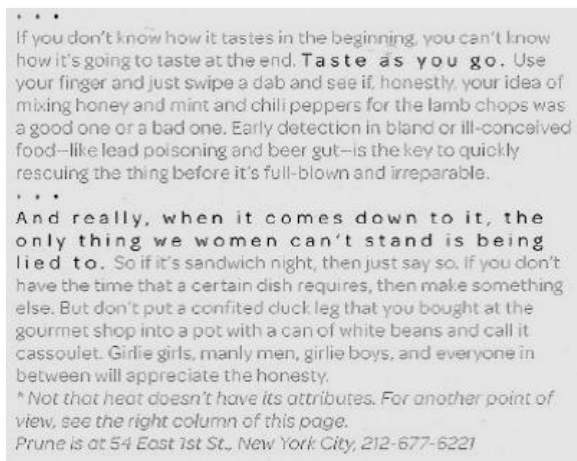 • • •
If you don't know how it tastes in the beginning, you can't know
how it's going to taste at the end. Taste as you go. Use
your finger and just swipe a dab and see if, honestly, your idea of
mixing honey and mint and chili peppers for the lamb chops was
a good one or a bad one. Early detection in bland or ill-conceived
food—like lead poisoning and beer gut—is the key to quickly
rescuing the thing before it's full-blown and irreparable.
• • •
And really, when it comes down to it, the
only thing we women can't stand is being
lied to. So if it's sandwich night, then just say so. If you don't
have the time that a certain dish requires, then make something
else. But don't put a confited duck leg that you bought at the
gourmet shop into a pot with a can of white beans and call it
cassoulet. Girlie girls, manly men, girlie boys, and everyone in
between will appreciate the honesty.
* Not that heat doesn't have its attributes. For another point of
view, see the right column of this page.
Prune is at 54 East 1st St., New York City, 212-677-6221